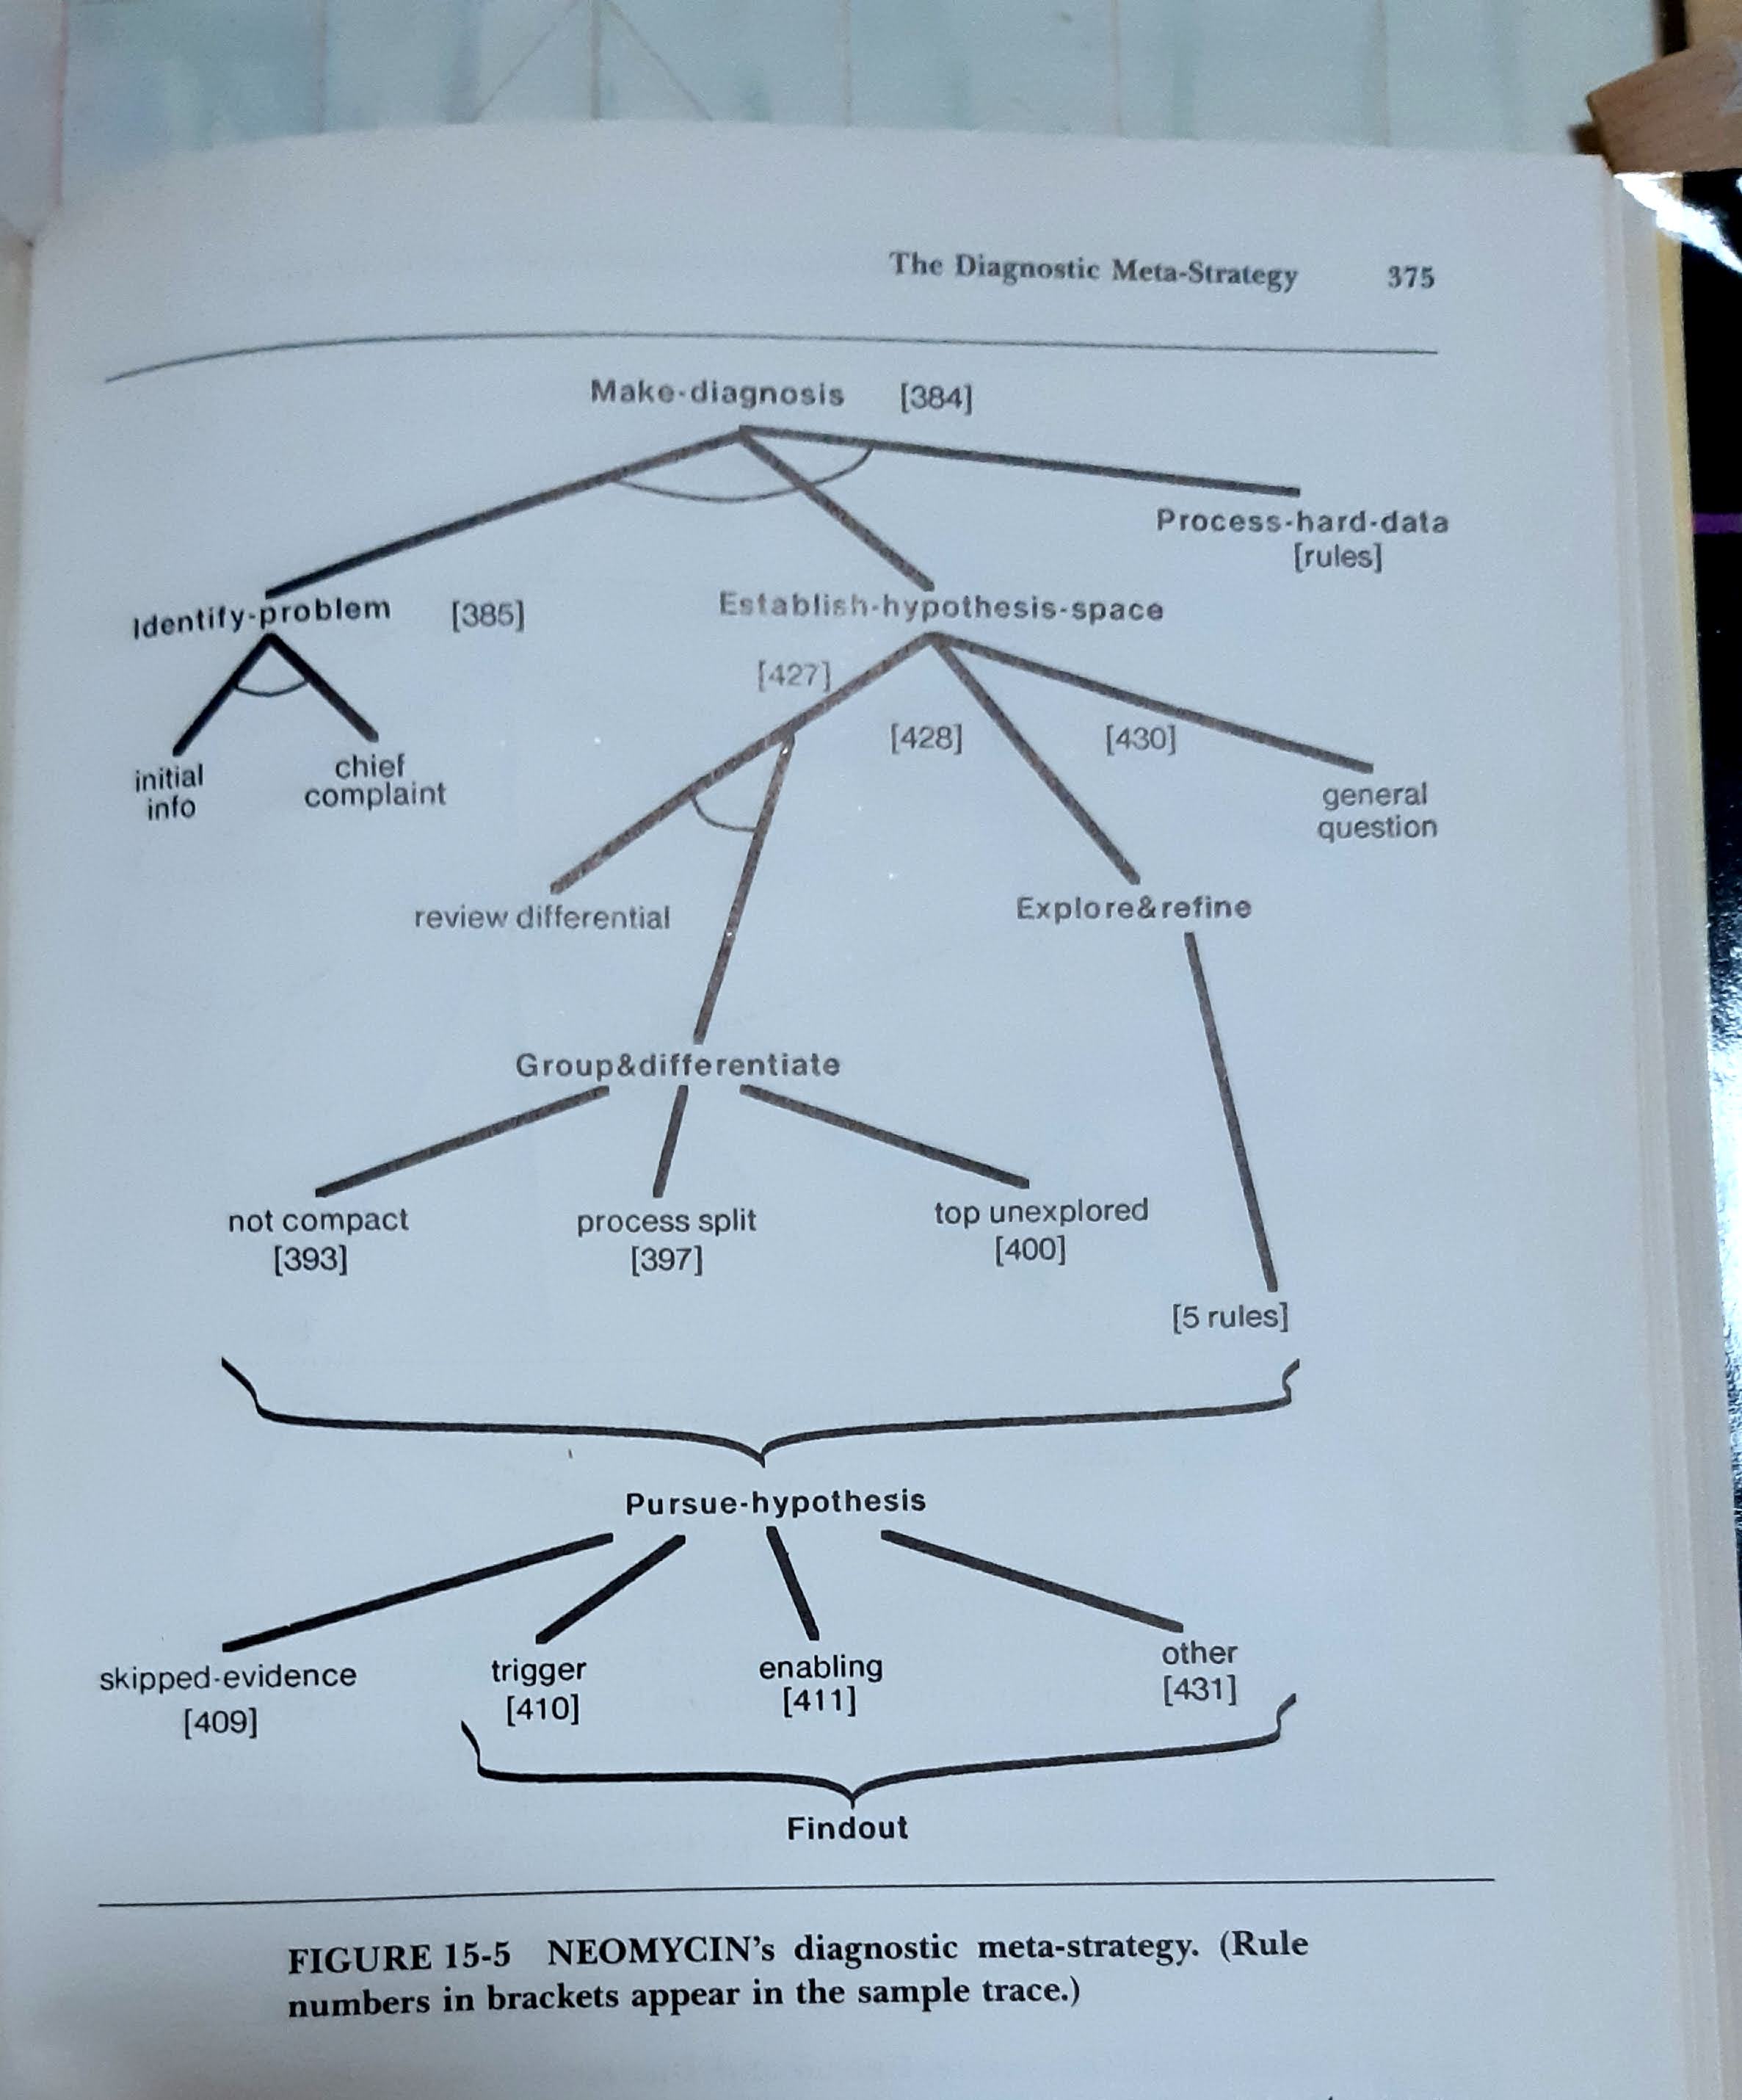 The Diagnostic Meta-Strategy 375
Make-diagnosis [384]
Process-hard-data
[rules]
Identify-problem [385]
Establish-hypothesis-space
[427]
[428]
[430]
initial
info
chief
complaint
general
question
review differential
Explore&refine
Group&differentiate
not compact
[393]
process split
[397]
top unexplored
[400]
[5 rules]
Pursue-hypothesis
skipped-evidence
[409]
trigger
[410]
enabling
[411]
other
[431]
Findout
FIGURE 15-5 NEOMYCIN's diagnostic meta-strategy. (Rule
numbers in brackets appear in the sample trace.)